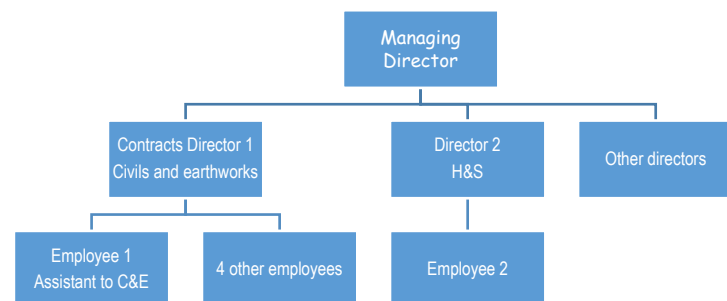 Managing
Director
Contracts Director 1
Civils and earthworks
Director 2
H&S
Other directors
Employee 1
Assistant to C&E
4 other employees
Employee 2